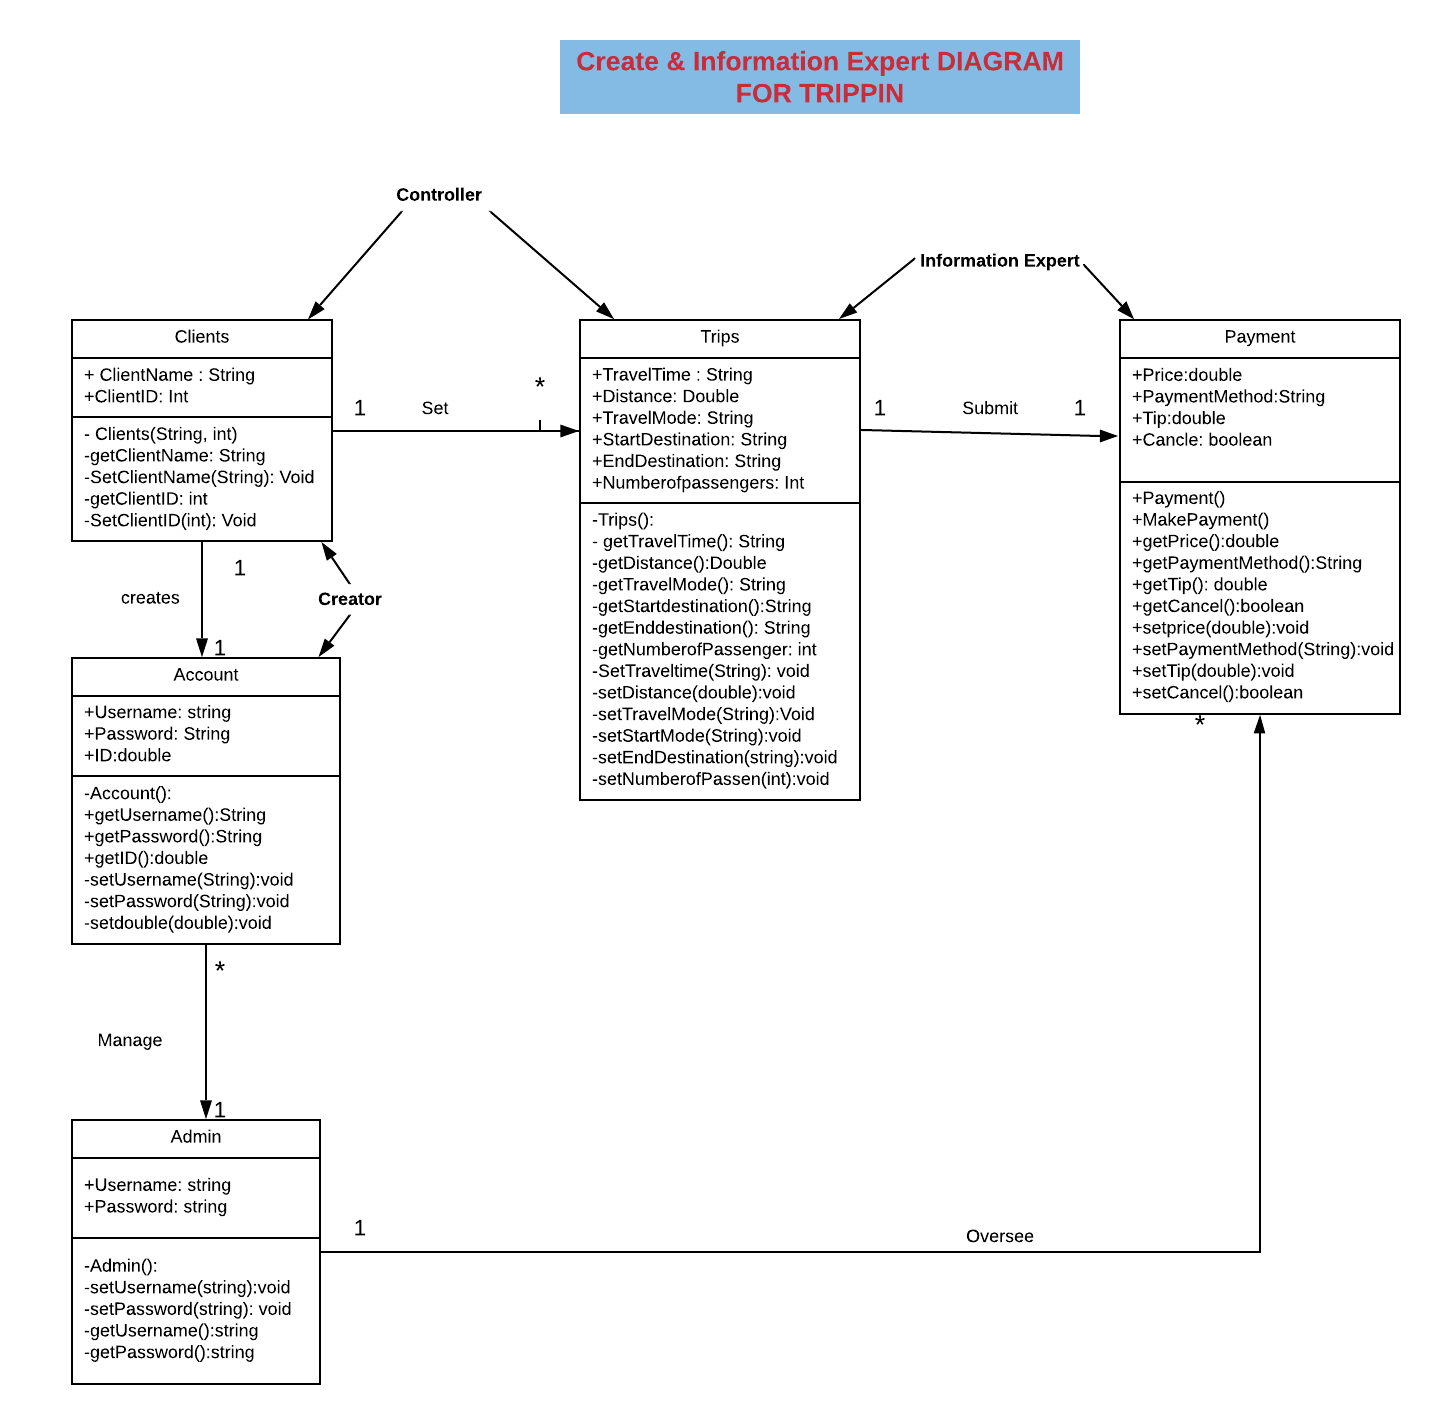 Create & Information Expert DIAGRAM
FOR TRIPPIN
Controller
Information Expert
Clients
+ ClientName : String
+ClientID: Int
- Clients(String, int)
-getClientName: String
-SetClientName(String): Void
-getClientID: int
-SetClientID(int): Void
1
Set
*
Trips
+TravelTime : String
+Distance: Double
+TravelMode: String
+StartDestination: String
+EndDestination: String
+Numberofpassengers: Int
-Trips():
- getTravelTime(): String
-getDistance():Double
-getTravelMode(): String
-getStartdestination():String
-getEnddestination(): String
-getNumberofPassenger: int
-SetTraveltime(String): void
-setDistance(double):void
-setTravelMode(String):Void
-setStartMode(String):void
-setEndDestination(string):void
-setNumberofPassen(int):void
1
Submit
1
Payment
+Price:double
+PaymentMethod:String
+Tip:double
+Cancle: boolean
+Payment()
+MakePayment()
+getPrice():double
+getPaymentMethod():String
+getTip(): double
+getCancel():boolean
+setprice(double):void
+setPaymentMethod(String):void
+setTip(double):void
+setCancel():boolean
*
1
creates
Creator
1
Account
+Username: string
+Password: String
+ID:double
-Account():
+getUsername():String
+getPassword():String
+getID():double
-setUsername(String):void
-setPassword(String):void
-setdouble(double):void
*
Manage
1
Admin
+Username: string
+Password: string
-Admin():
-setUsername(string):void
-setPassword(string): void
-getUsername():string
-getPassword():string
1
Oversee